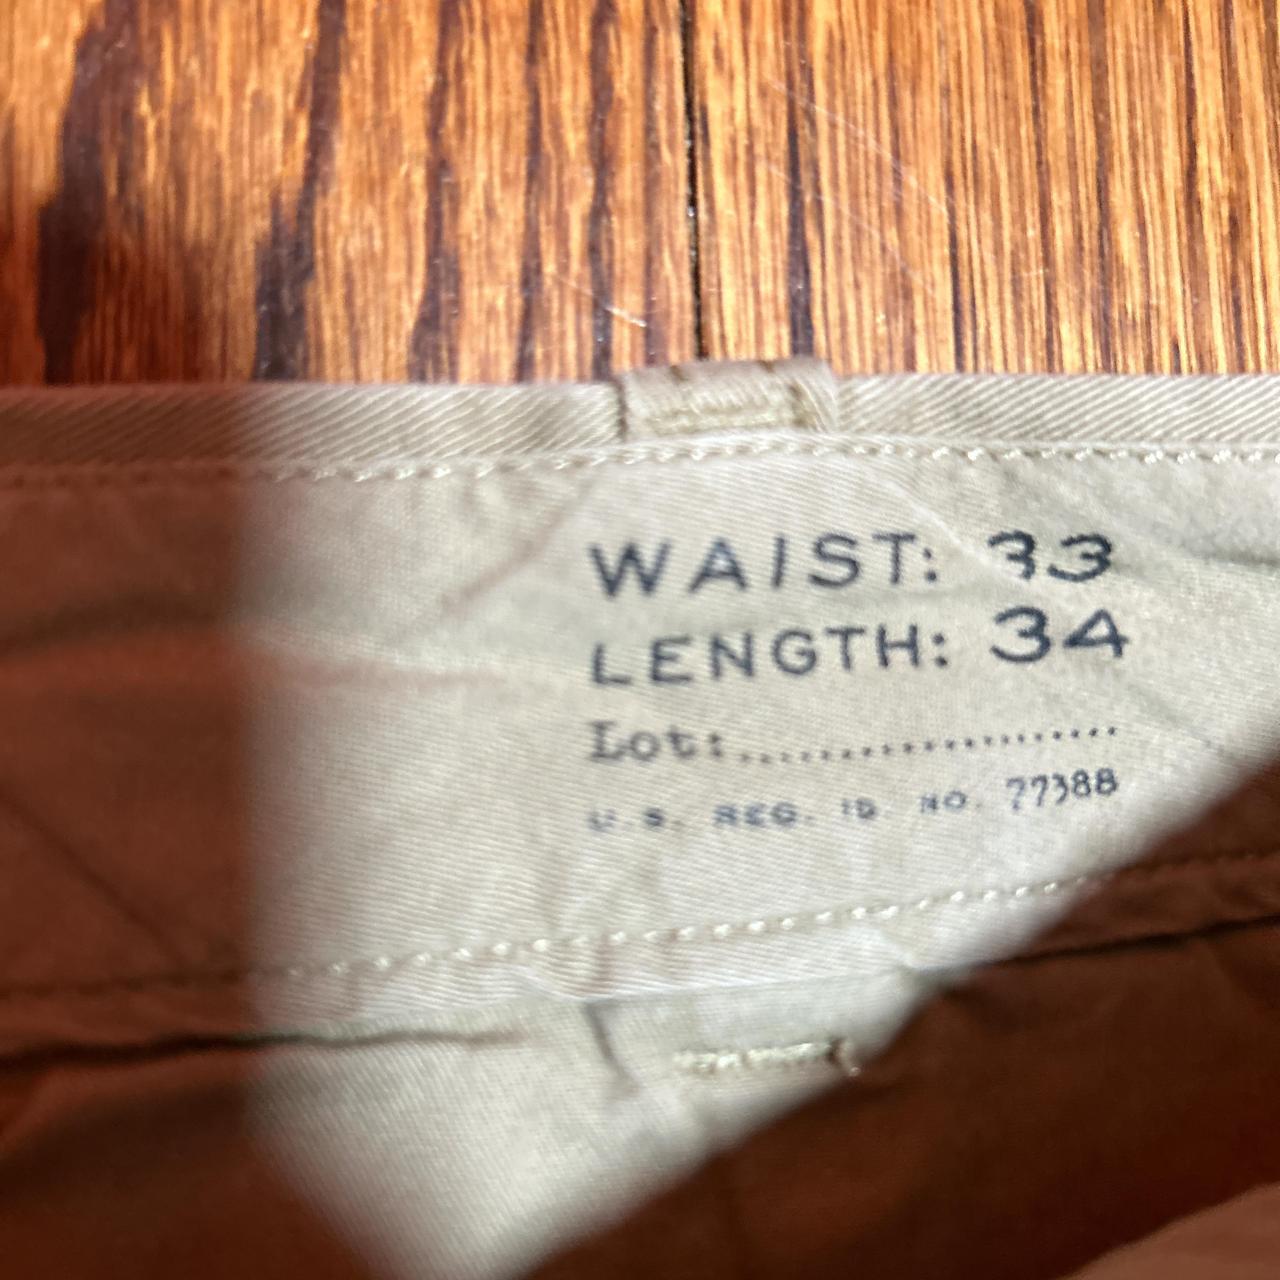 WAIST: 33
LENGTH: 34
Lot:......................
U.S. REG. ID. NO. 77388